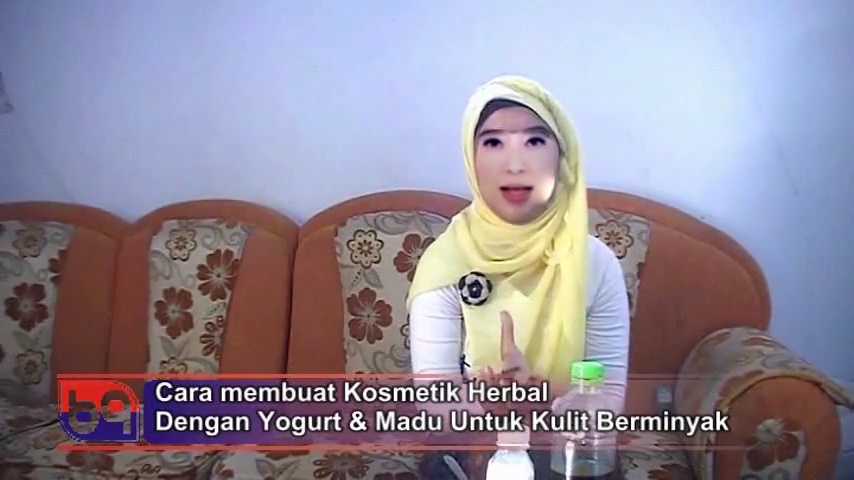 Cara membuat Kosmetik Herbal
Dengan Yogurt & Madu Untuk Kulit Berminyak